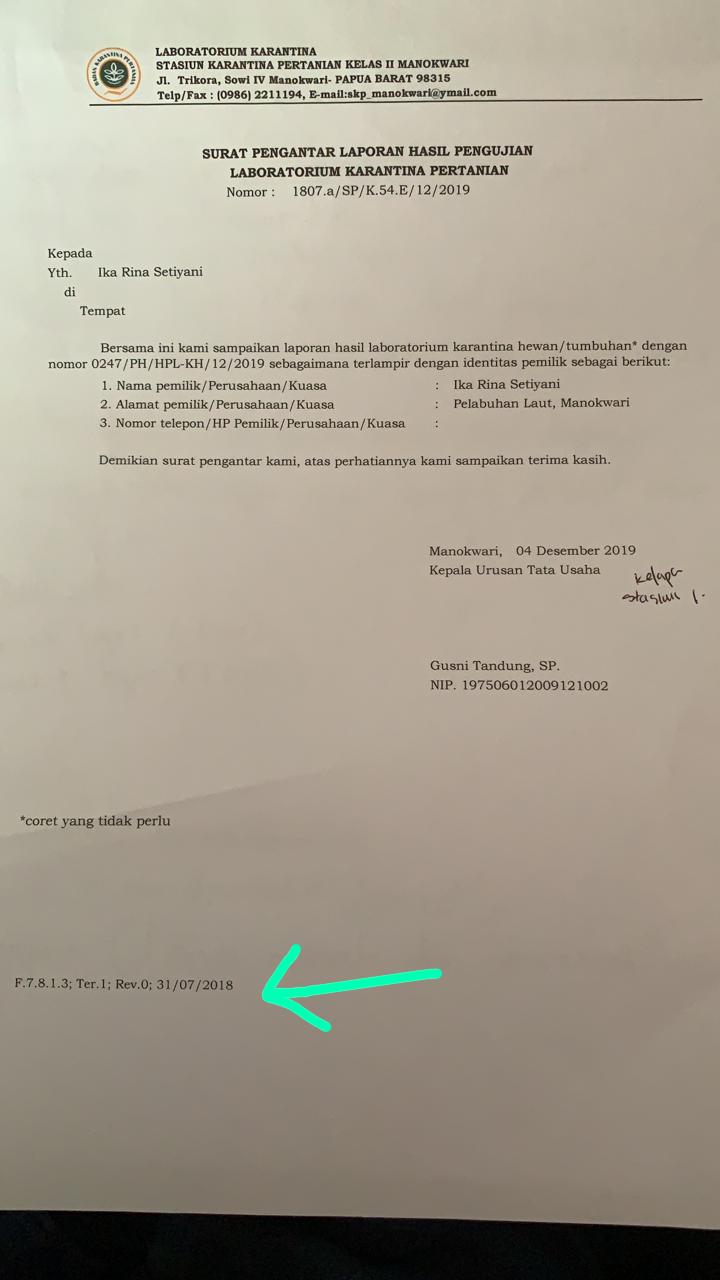 BADAN KARANTINA PERTANIAN
LABORATORIUM KARANTINA
STASIUN KARANTINA PERTANIAN KELAS II MANOKWARI
Jl. Trikora, Sowi IV Manokwari- PAPUA BARAT 98315
Telp/Fax : (0986) 2211194, E-mail:skp_manokwari@ymail.com
SURAT PENGANTAR LAPORAN HASIL PENGUJIAN
LABORATORIUM KARANTINA PERTANIAN
Nomor : 1807.a/SP/K.54.E/12/2019
Kepada
Yth. Ika Rina Setiyani
di
Tempat
Bersama ini kami sampaikan laporan hasil laboratorium karantina hewan/tumbuhan* dengan
nomor 0247/PH/HPL-KH/12/2019 sebagaimana terlampir dengan identitas pemilik sebagai berikut:
1. Nama pemilik/Perusahaan/Kuasa : Ika Rina Setiyani
2. Alamat pemilik/Perusahaan/Kuasa : Pelabuhan Laut, Manokwari
3. Nomor telepon/HP Pemilik/Perusahaan/Kuasa :
Demikian surat pengantar kami, atas perhatiannya kami sampaikan terima kasih.
Manokwari, 04 Desember 2019
Kepala Urusan Tata Usaha
stasiun
Gusni Tandung, SP.
NIP. 197506012009121002
*coret yang tidak perlu
F.7.8.1.3; Ter.1; Rev.0; 31/07/2018